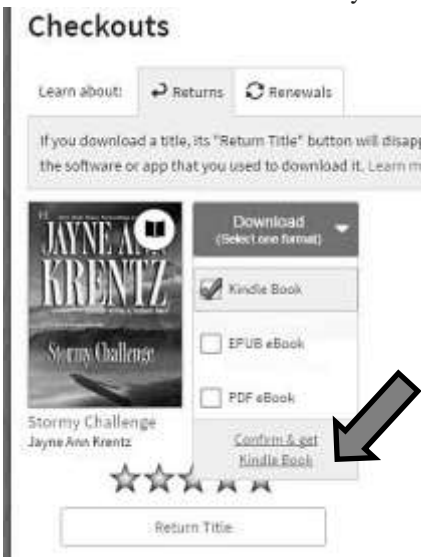 Checkouts
Learn about:
Returns
Renewals
If you download a title, its "Return Title" button will disapp
the software or app that you used to download it. Learn m
JAYNE A
KRENTZ
Stormy Challenge
Download
(Select one format)
Kindle Book
EPUB eBook
PDF eBook
Confirm & get
Kindle Book
Stormy Challenge
Jayne Ann Krentz
Return Title